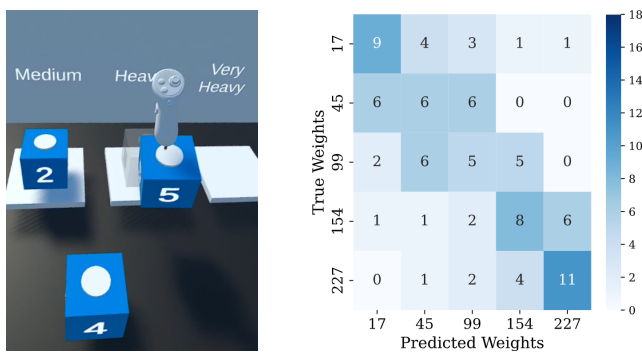 Medium
Heavy
Very
Heavy
2
5
4
True Weights
17
45
99
154
227
9 4 3 1 1
6 6 6 0 0
2 6 5 5 0
1 1 2 8 6
0 1 2 4 11
17 45 99 154 227
Predicted Weights
18
16
14
12
10
8
6
4
2
0